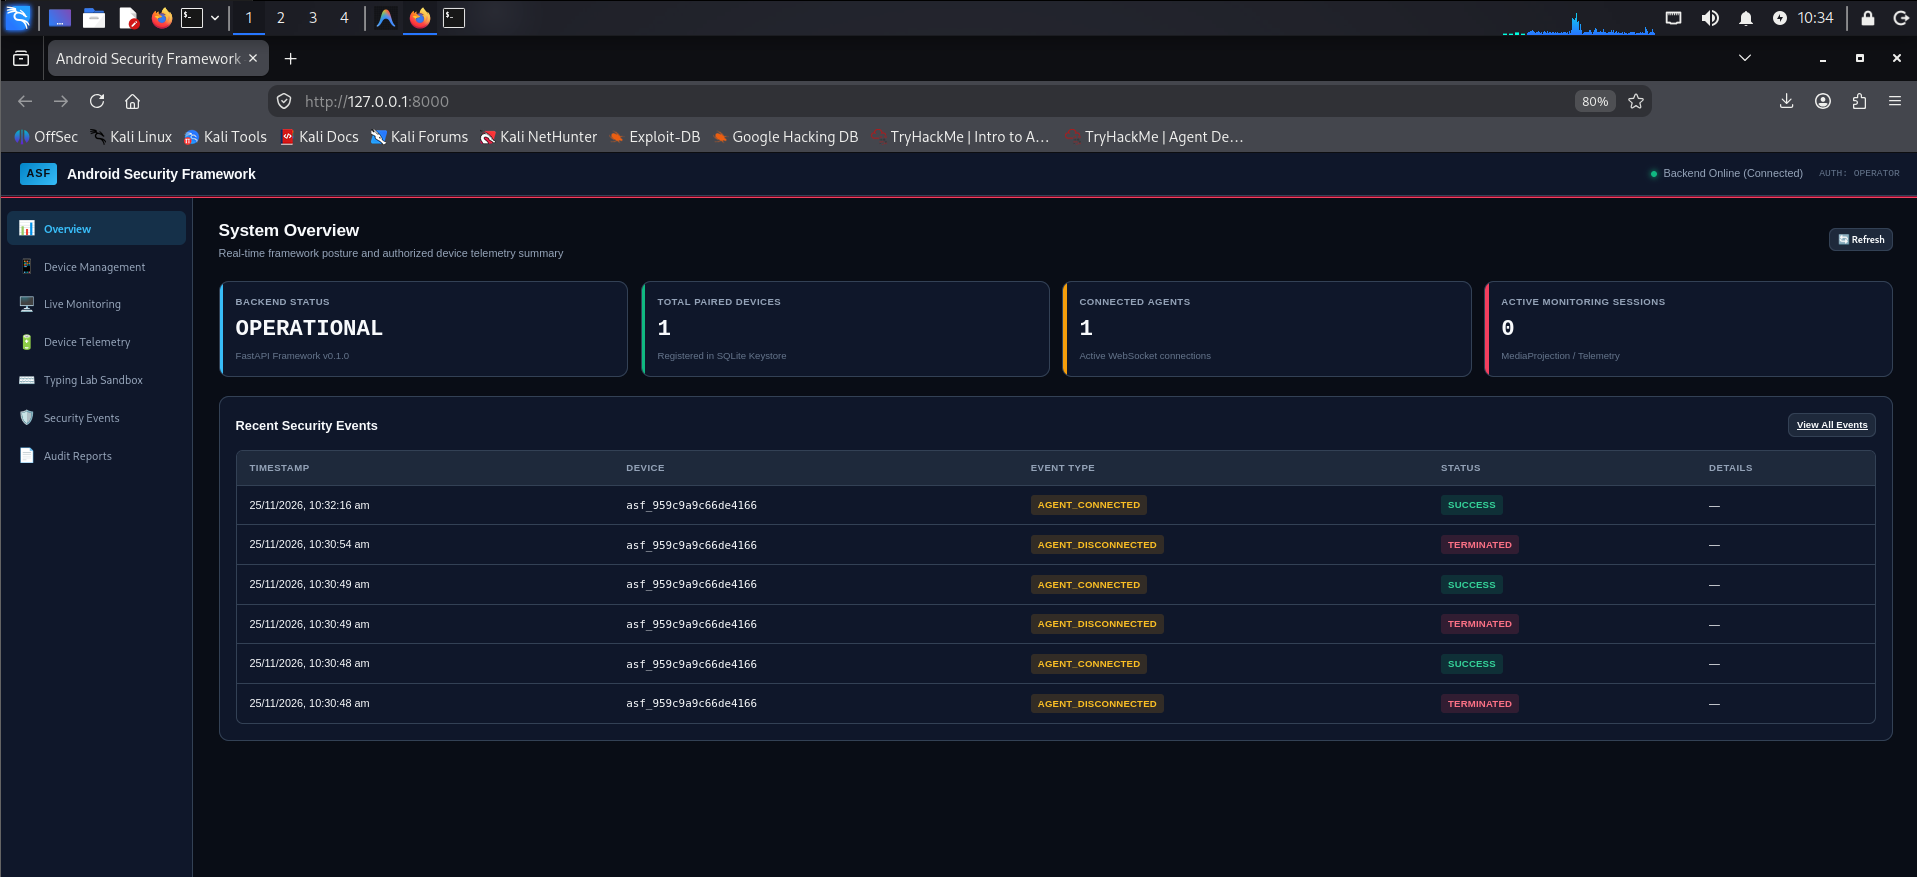 1 2 3 4 10:34
Android Security Framework
http://127.0.0.1:8000 80%
OffSec Kali Linux Kali Tools Kali Docs Kali Forums Kali NetHunter Exploit-DB Google Hacking DB TryHackMe | Intro to A... TryHackMe | Agent De...
ASF Android Security Framework Backend Online (Connected) AUTH: OPERATOR
Overview
Device Management
Live Monitoring
Device Telemetry
Typing Lab Sandbox
Security Events
Audit Reports
System Overview
Real-time framework posture and authorized device telemetry summary
Refresh
BACKEND STATUS
OPERATIONAL
FastAPI Framework v0.1.0
TOTAL PAIRED DEVICES
1
Registered in SQLite Keystore
CONNECTED AGENTS
1
Active WebSocket connections
ACTIVE MONITORING SESSIONS
0
MediaProjection / Telemetry
Recent Security Events
View All Events
TIMESTAMP DEVICE EVENT TYPE STATUS DETAILS
25/11/2026, 10:32:16 am asf_959c9a9c66de4166 AGENT_CONNECTED SUCCESS —
25/11/2026, 10:30:54 am asf_959c9a9c66de4166 AGENT_DISCONNECTED TERMINATED —
25/11/2026, 10:30:49 am asf_959c9a9c66de4166 AGENT_CONNECTED SUCCESS —
25/11/2026, 10:30:49 am asf_959c9a9c66de4166 AGENT_DISCONNECTED TERMINATED —
25/11/2026, 10:30:48 am asf_959c9a9c66de4166 AGENT_CONNECTED SUCCESS —
25/11/2026, 10:30:48 am asf_959c9a9c66de4166 AGENT_DISCONNECTED TERMINATED —